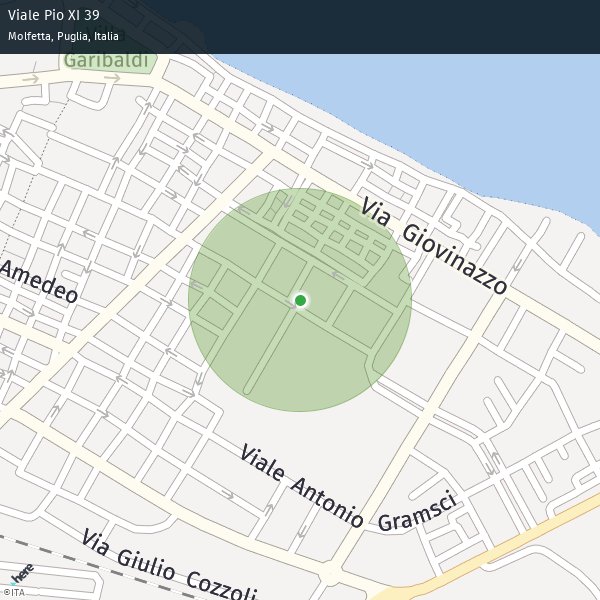 Viale Pio XI 39
Molfetta, Puglia, Italia
Garibaldi
Via Giovinazzo
Amedeo
Viale Antonio Gramsci
Via Giulio Cozzoli
here
©ITA